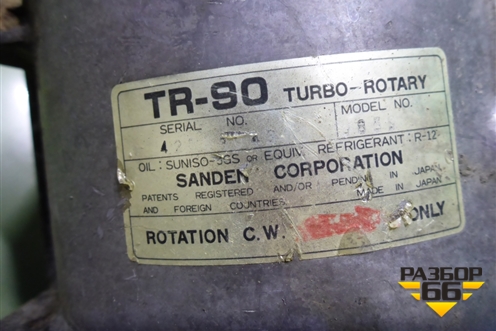 TR-90 TURBO-ROTARY
SERIAL NO. MODEL NO.
OIL: SUNISO-5GS OR EQUIV. REFRIGERANT: R-12
SANDEN CORPORATION
PATENTS REGISTERED AND/OR PENDING IN JAPAN
AND FOREIGN COUNTRIES MADE IN JAPAN
ROTATION C.W. ONLY
РАЗБОР
66